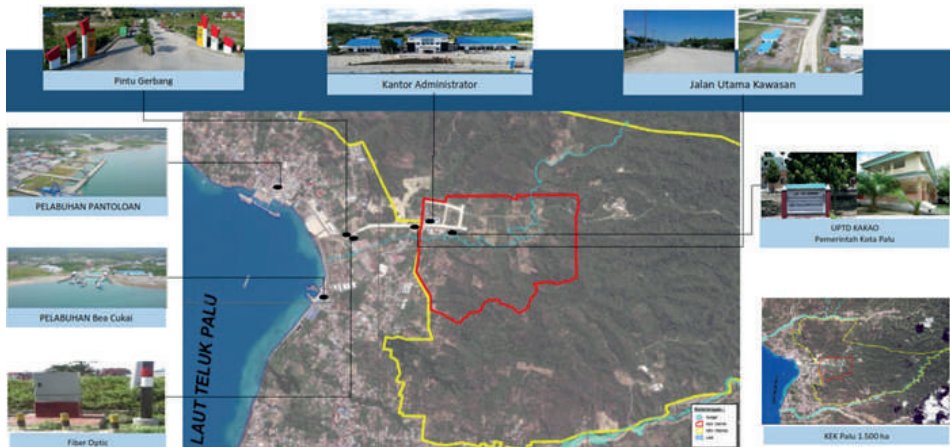 Pintu Gerbang
Kantor Administrator
Jalan Utama Kawasan
PELABUHAN PANTOLOAN
UPTD KAKAO
Pemerintah Kota Palu
PELABUHAN Bea Cukai
LAUT TELUK PALU
Fiber Optic
KEK Palu 1.500 ha